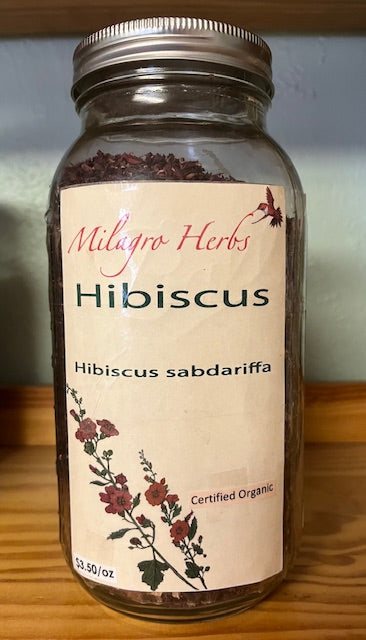 Milagro Herbs
Hibiscus
Hibiscus sabdariffa
Certified Organic
$3.50/oz